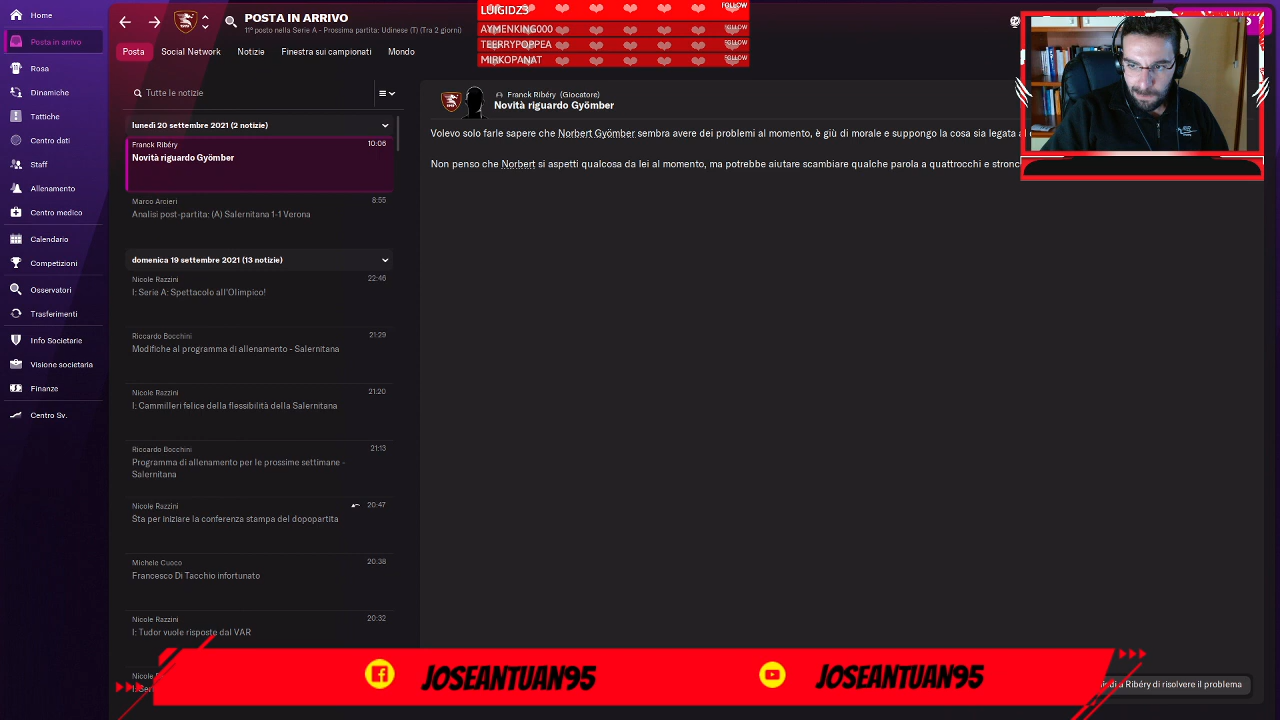 Home
Posta in arrivo
Rosa
Dinamiche
Tattiche
Centro dati
Staff
Allenamento
Centro medico
Calendario
Competizioni
Osservatori
Trasferimenti
Info Societarie
Visione societaria
Finanze
Centro Sv.
POSTA IN ARRIVO
11º posto nella Serie A - Prossima partita: Udinese (T) (Tra 2 giorni)
Posta Social Network Notizie Finestra sui campionati Mondo
LUIGIDZ3 FOLLOW
AYMENKING000 FOLLOW
TEERRYPOPPEA FOLLOW
MIRKOPANAT FOLLOW
Tutte le notizie
lunedì 20 settembre 2021 (2 notizie)
Franck Ribéry 10:06
Novità riguardo Gyömber
Marco Arcieri 8:55
Analisi post-partita: (A) Salernitana 1-1 Verona
domenica 19 settembre 2021 (13 notizie)
Nicole Razzini 22:46
I: Serie A: Spettacolo all'Olimpico!
Riccardo Bocchini 21:29
Modifiche al programma di allenamento - Salernitana
Nicole Razzini 21:20
I: Cammilleri felice della flessibilità della Salernitana
Riccardo Bocchini 21:13
Programma di allenamento per le prossime settimane -
Salernitana
Nicole Razzini 20:47
Sta per iniziare la conferenza stampa del dopopartita
Michele Cuoco 20:38
Francesco Di Tacchio infortunato
Nicole Razzini 20:32
I: Tudor vuole risposte dal VAR
Franck Ribéry (Giocatore)
Novità riguardo Gyömber
Volevo solo farle sapere che Norbert Gyömber sembra avere dei problemi al momento, è giù di morale e suppongo la cosa sia legata
Non penso che Norbert si aspetti qualcosa da lei al momento, ma potrebbe aiutare scambiare qualche parola a quattrocchi e stronc
a Ribéry di risolvere il problema
JOSEANTUAN95
JOSEANTUAN95